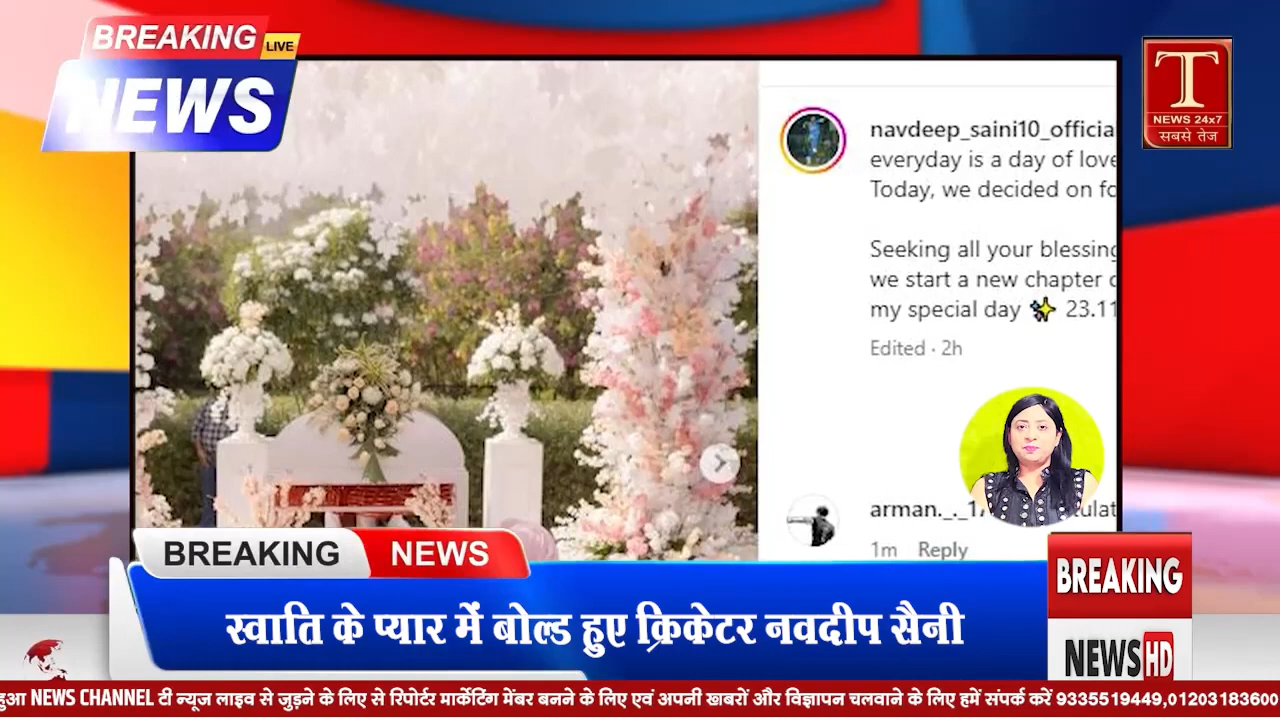 BREAKING
LIVE
NEWS
T
NEWS 24x7
सबसे तेज
navdeep_saini10_officia
everyday is a day of love
Today, we decided on fo
Seeking all your blessing
we start a new chapter
my special day ✨ 23.11
Edited · 2h
arman._._1
1m Reply
BREAKING NEWS
स्वाति के प्यार में बोल्ड हुए क्रिकेटर नवदीप सैनी
BREAKING
NEWS HD
हुआ NEWS CHANNEL टी न्यूज लाइव से जुड़ने के लिए से रिपोर्टर मार्केटिंग मेंबर बनने के लिए एवं अपनी खबरों और विज्ञापन चलवाने के लिए हमें संपर्क करें 9335519449,01203183600